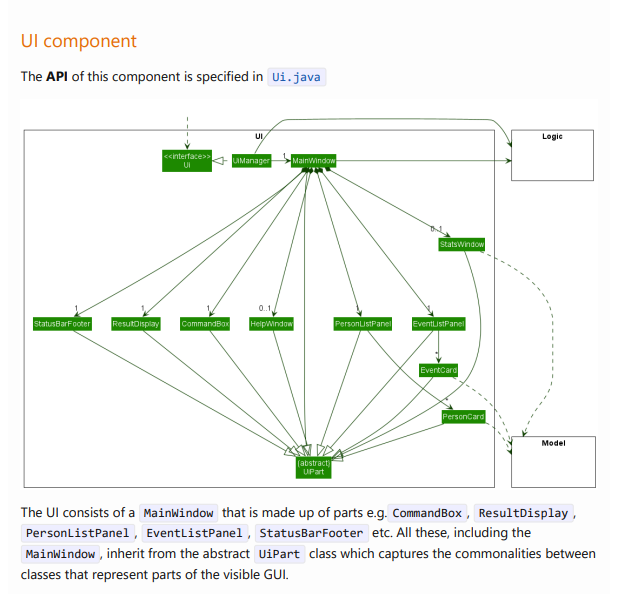 UI component
The API of this component is specified in Ui.java
UI
Logic
<<interface>>
Ui
UiManager
1
MainWindow
0..1
StatsWindow
1
1
1
0..1
1
1
StatusBarFooter
ResultDisplay
CommandBox
HelpWindow
PersonListPanel
EventListPanel
*
EventCard
*
PersonCard
{abstract}
UiPart
Model
The UI consists of a MainWindow that is made up of parts e.g. CommandBox , ResultDisplay ,
PersonListPanel , EventListPanel , StatusBarFooter etc. All these, including the
MainWindow , inherit from the abstract UiPart class which captures the commonalities between
classes that represent parts of the visible GUI.